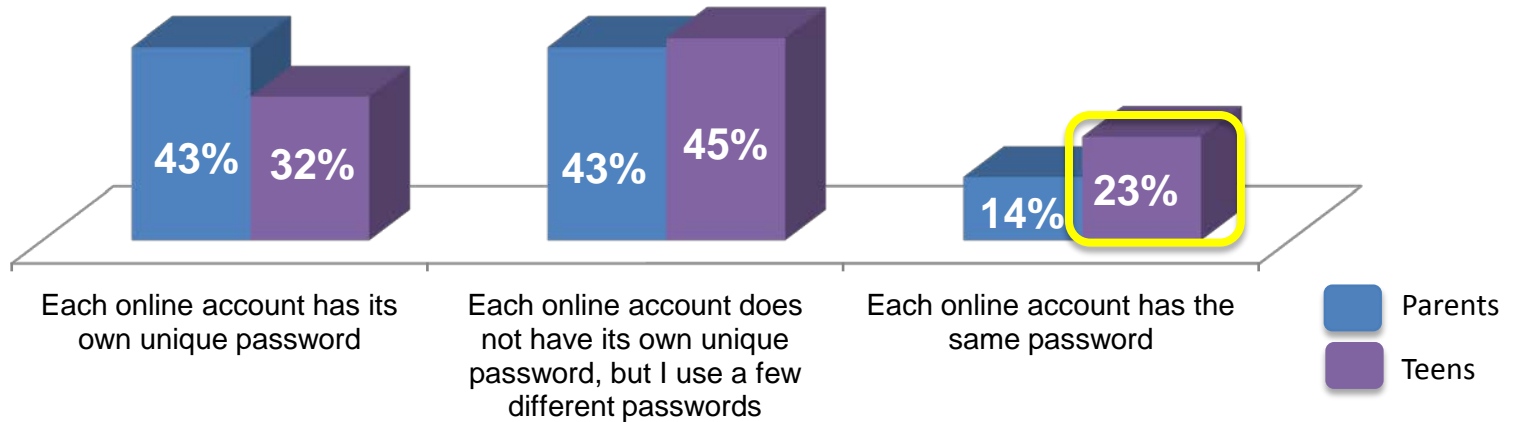 43%
32%
43%
45%
14%
23%
Each online account has its
own unique password
Each online account does
not have its own unique
password, but I use a few
different passwords
Each online account has the
same password
Parents
Teens